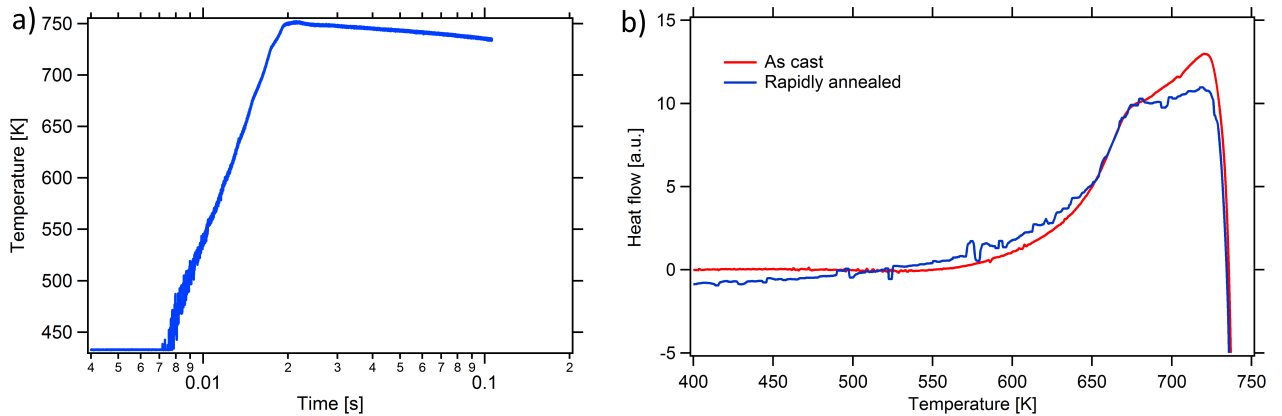 a)
Temperature [K]
750
700
650
600
550
500
450
4 5 6 7 8 9 0.01 2 3 4 5 6 7 8 9 0.1 2
Time [s]
b)
Heat flow [a.u.]
15
10
5
0
-5
As cast
Rapidly annealed
400 450 500 550 600 650 700 750
Temperature [K]